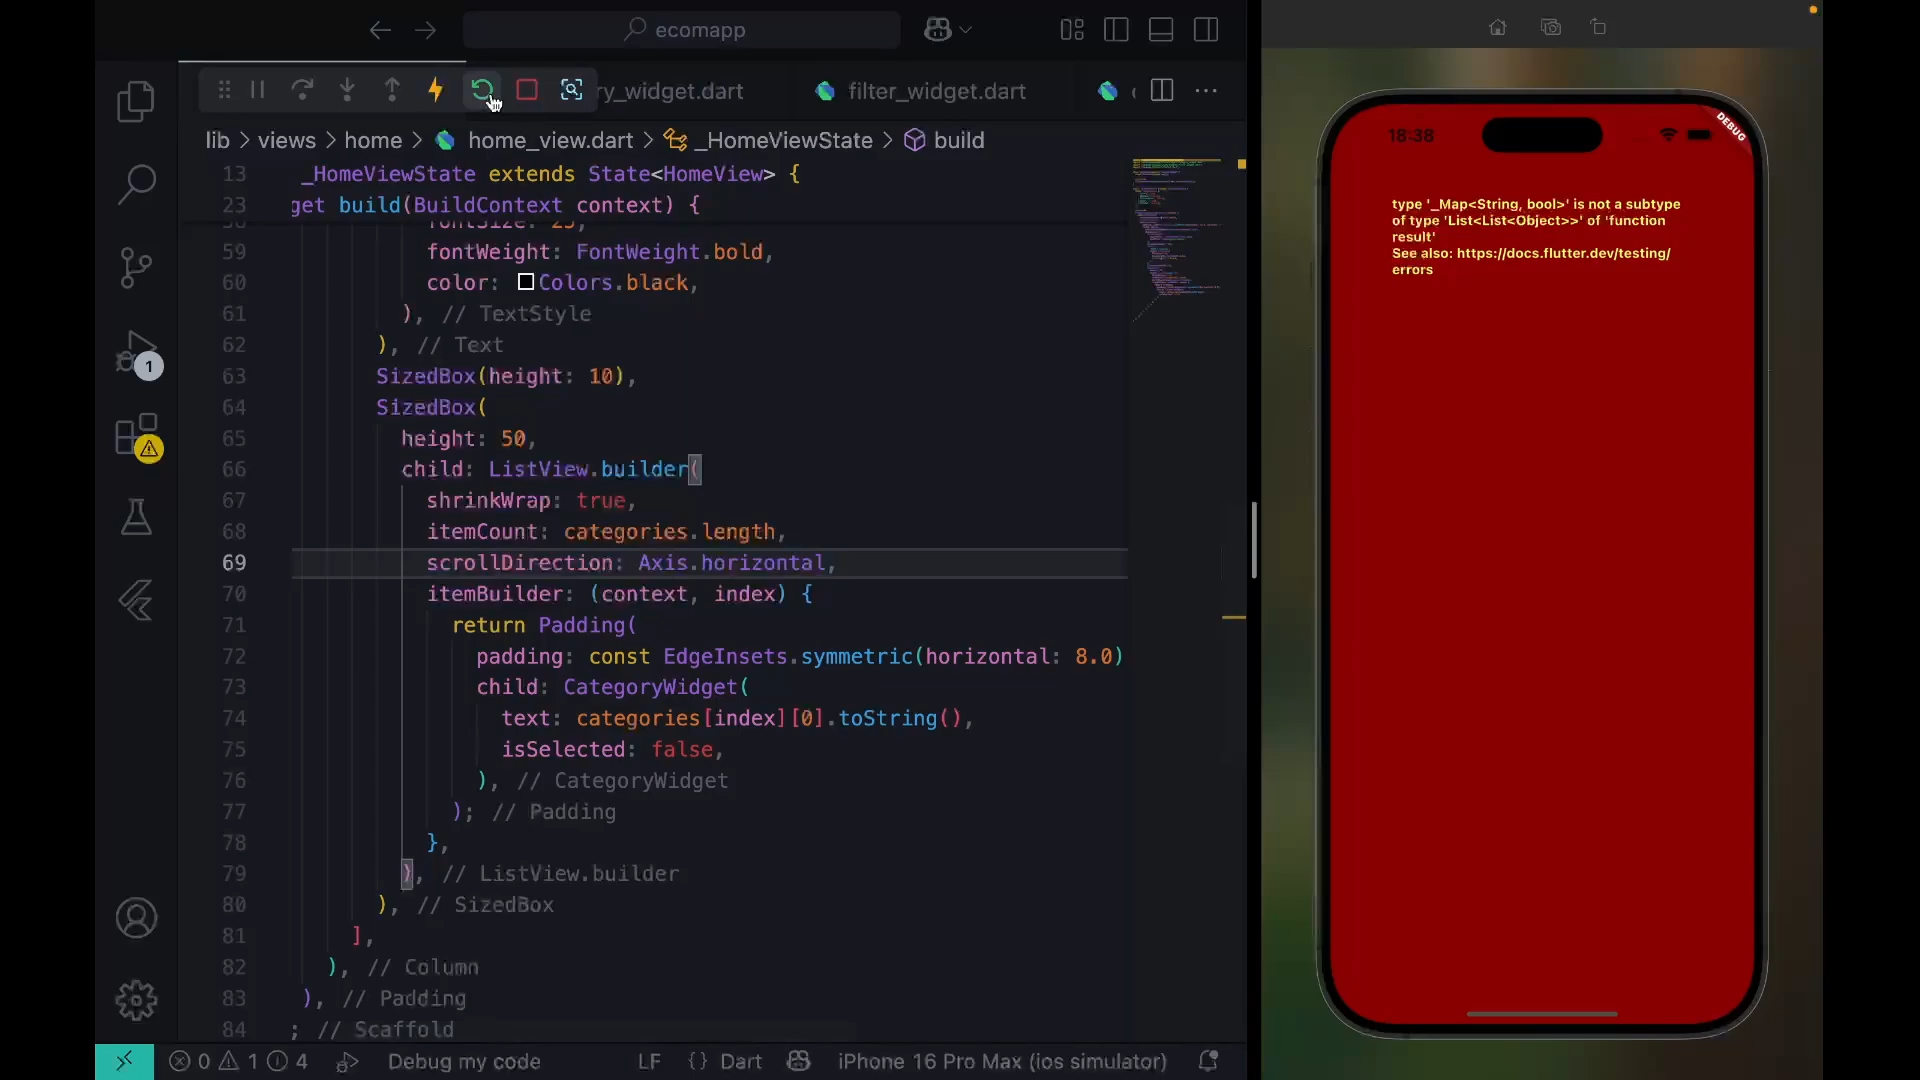 ecomapp
ry_widget.dart
filter_widget.dart
lib > views > home > home_view.dart > _HomeViewState > build
13 _HomeViewState extends State<HomeView> {
23 get build(BuildContext context) {
59 fontWeight: FontWeight.bold,
60 color: Colors.black,
61 ), // TextStyle
62 ), // Text
63 SizedBox(height: 10),
64 SizedBox(
65 height: 50,
66 child: ListView.builder(
67 shrinkWrap: true,
68 itemCount: categories.length,
69 scrollDirection: Axis.horizontal,
70 itemBuilder: (context, index) {
71 return Padding(
72 padding: const EdgeInsets.symmetric(horizontal: 8.0)
73 child: CategoryWidget(
74 text: categories[index][0].toString(),
75 isSelected: false,
76 ), // CategoryWidget
77 ); // Padding
78 },
79 ), // ListView.builder
80 ), // SizedBox
81 ],
82 ), // Column
83 ), // Padding
84 ; // Scaffold
1
0 1 4 Debug my code LF {} Dart iPhone 16 Pro Max (ios simulator)
18:38
DEBUG
type '_Map<String, bool>' is not a subtype
of type 'List<List<Object>>' of 'function
result'
See also: https://docs.flutter.dev/testing/
errors